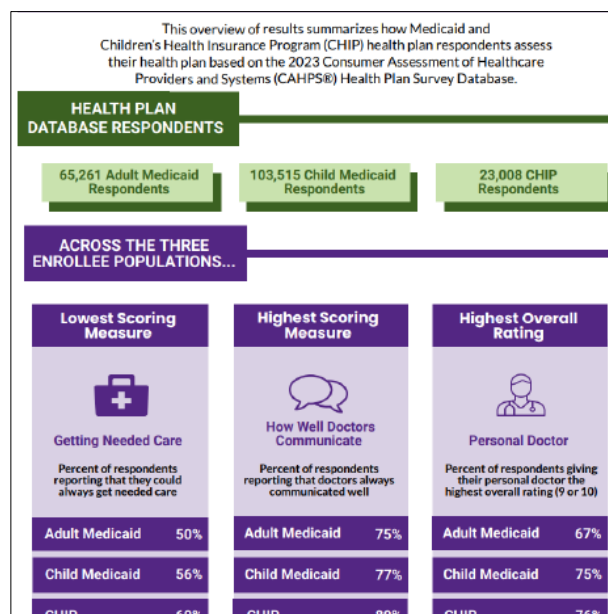 This overview of results summarizes how Medicaid and
Children's Health Insurance Program (CHIP) health plan respondents assess
their health plan based on the 2023 Consumer Assessment of Healthcare
Providers and Systems (CAHPS®) Health Plan Survey Database.
HEALTH PLAN
DATABASE RESPONDENTS
65,261 Adult Medicaid
Respondents
103,515 Child Medicaid
Respondents
23,008 CHIP
Respondents
ACROSS THE THREE
ENROLLEE POPULATIONS...
Lowest Scoring
Measure
Getting Needed Care
Percent of respondents
reporting that they could
always get needed care
Adult Medicaid 50%
Child Medicaid 56%
CHIP
Highest Scoring
Measure
How Well Doctors
Communicate
Percent of respondents
reporting that doctors always
communicated well
Adult Medicaid 75%
Child Medicaid 77%
CHIP
Highest Overall
Rating
Personal Doctor
Percent of respondents giving
their personal doctor the
highest overall rating (9 or 10)
Adult Medicaid 67%
Child Medicaid 75%
CHIP